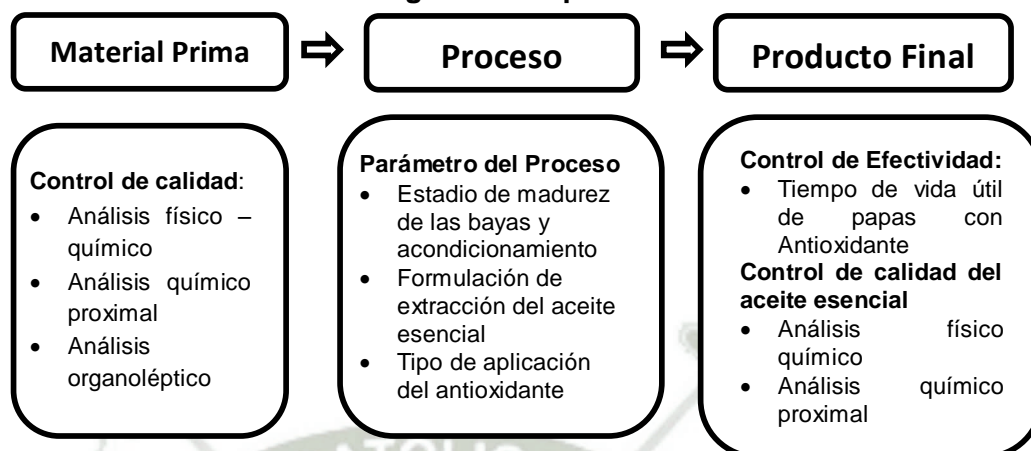 Material Prima
Proceso
Producto Final
Control de calidad:
• Análisis físico –
químico
• Análisis químico
proximal
• Análisis
organoléptico
Parámetro del Proceso
• Estadio de madurez
de las bayas y
acondicionamiento
• Formulación de
extracción del aceite
esencial
• Tipo de aplicación
del antioxidante
Control de Efectividad:
• Tiempo de vida útil
de papas con
Antioxidante
Control de calidad del
aceite esencial
• Análisis físico
químico
• Análisis químico
proximal